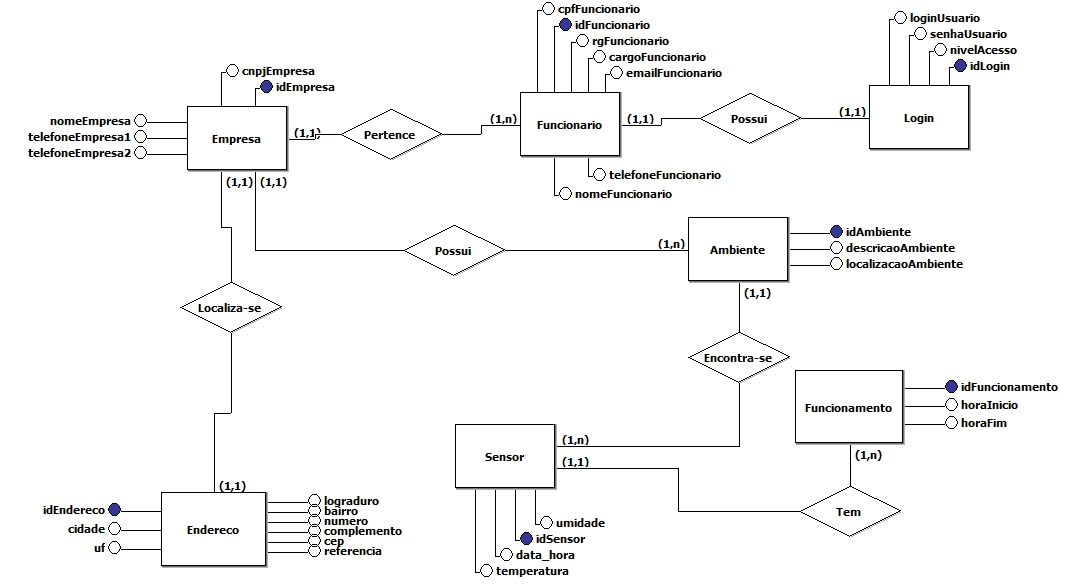 cpfFuncionario
idFuncionario
rgFuncionario
cargoFuncionario
emailFuncionario
loginUsuario
senhaUsuario
nivelAcesso
idLogin
cnpjEmpresa
idEmpresa
nomeEmpresa
telefoneEmpresa1
telefoneEmpresa2
Empresa
(1,1)
Pertence
(1,n)
Funcionario
(1,1)
Possui
(1,1)
Login
telefoneFuncionario
nomeFuncionario
(1,1)
(1,1)
Possui
(1,n)
Ambiente
idAmbiente
descricaoAmbiente
localizacaoAmbiente
(1,1)
Localiza-se
Encontra-se
Funcionamento
idFuncionamento
horaInicio
horaFim
(1,n)
Sensor
(1,n)
(1,1)
Tem
umidade
idSensor
data_hora
temperatura
(1,1)
idEndereco
cidade
uf
Endereco
lograduro
bairro
numero
complemento
cep
referencia